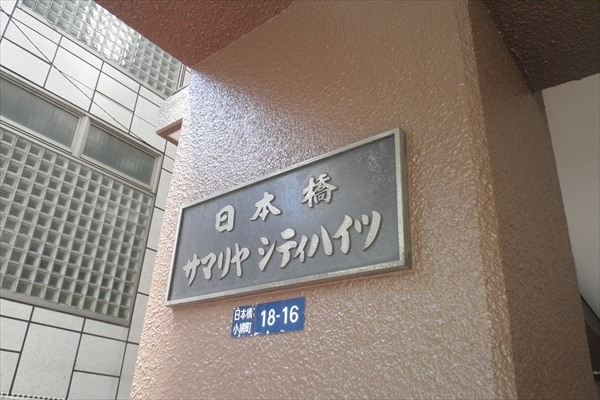 日本橋
サマリヤ シティハイツ
日本橋
小網町
18-16